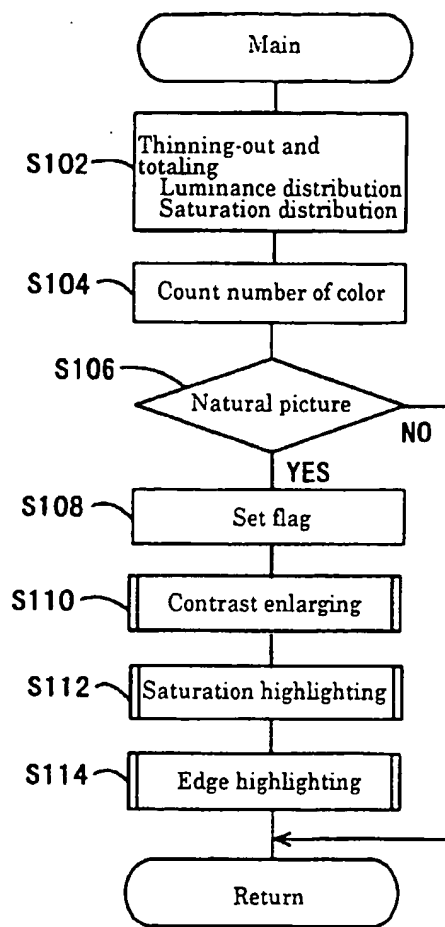 Main
S102
Thinning-out and
totaling
Luminance distribution
Saturation distribution
S104
Count number of color
S106
Natural picture
NO
YES
S108
Set flag
S110
Contrast enlarging
S112
Saturation highlighting
S114
Edge highlighting
Return